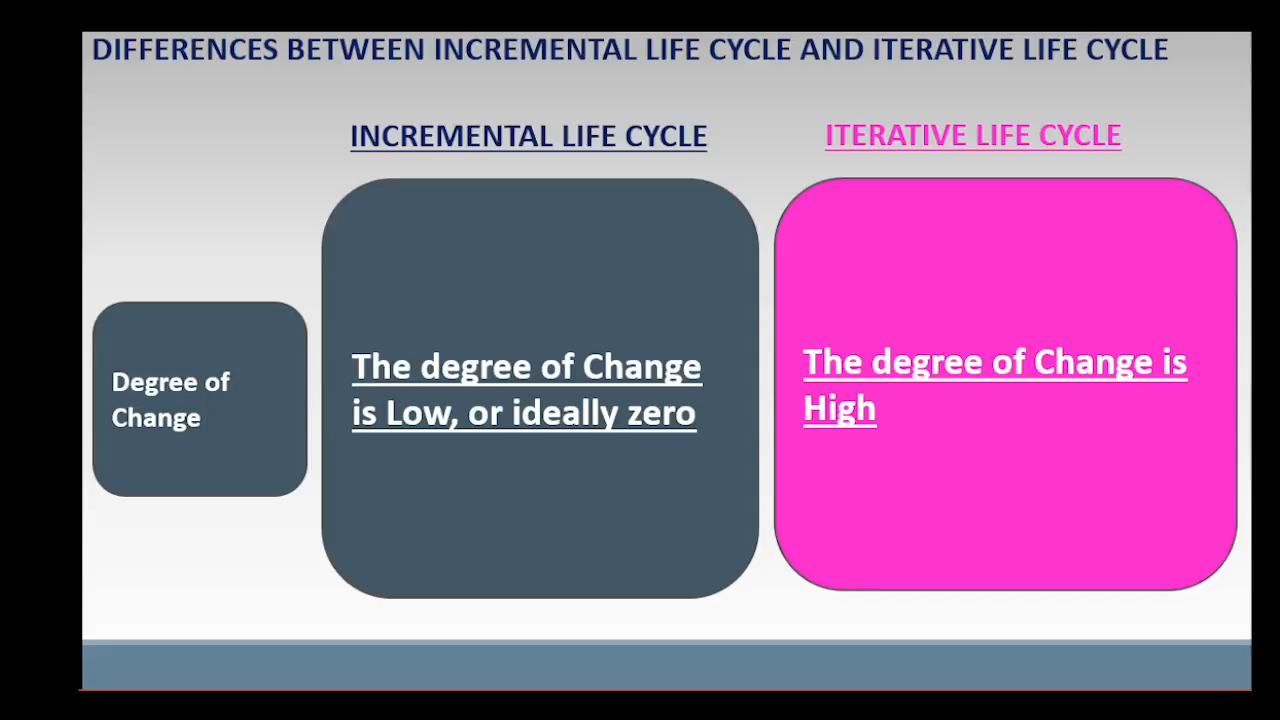 DIFFERENCES BETWEEN INCREMENTAL LIFE CYCLE AND ITERATIVE LIFE CYCLE
INCREMENTAL LIFE CYCLE
ITERATIVE LIFE CYCLE
Degree of
Change
The degree of Change
is Low, or ideally zero
The degree of Change is
High